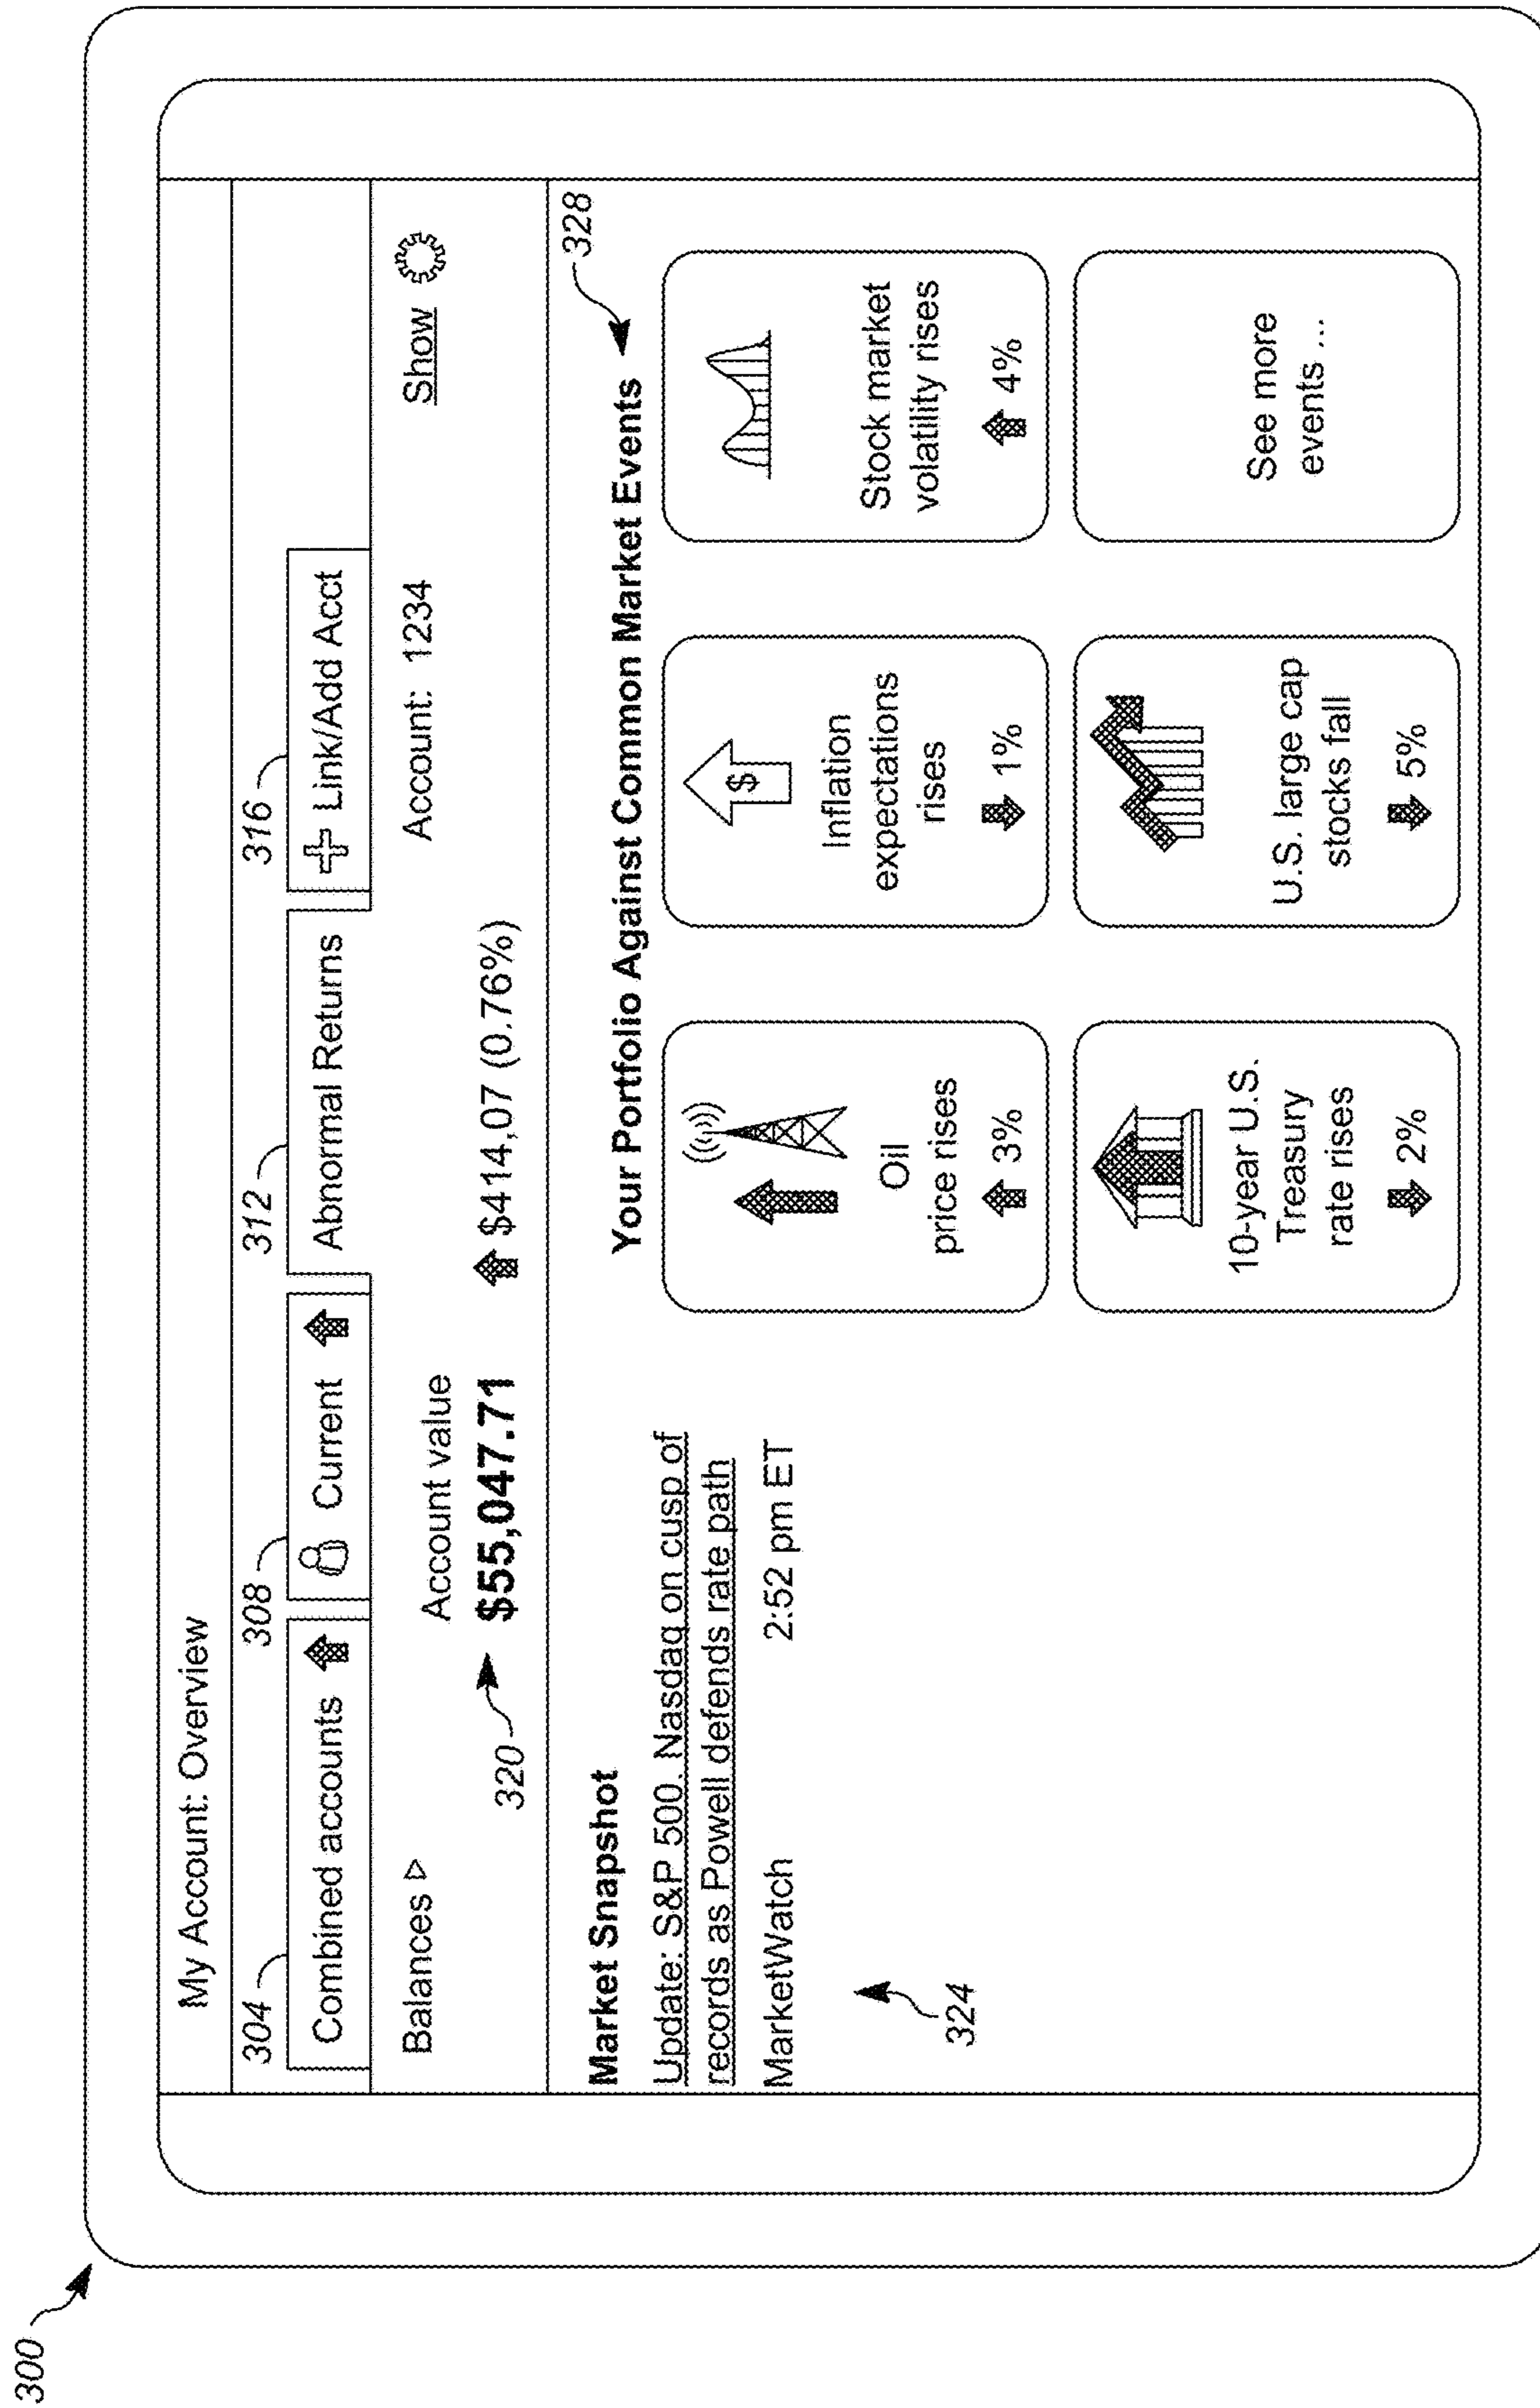 300
My Account: Overview
304
308
312
316
Combined accounts
Current
Abnormal Returns
Link/Add Acct
Balances
Account value
Account: 1234
Show
320
$55,047.71
$414,07 (0.76%)
Market Snapshot
Update: S&P 500. Nasdaq on cusp of
records as Powell defends rate path
MarketWatch 2:52 pm ET
324
328
Your Portfolio Against Common Market Events
Oil
price rises
3%
Inflation
expectations
rises
1%
Stock market
volatility rises
4%
10-year U.S.
Treasury
rate rises
2%
U.S. large cap
stocks fall
5%
See more
events ...